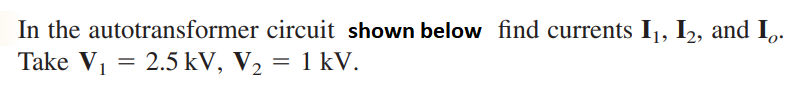 In the autotransformer circuit shown below find currents I₁, I₂, and Iₒ.
Take V₁ = 2.5 kV, V₂ = 1 kV.